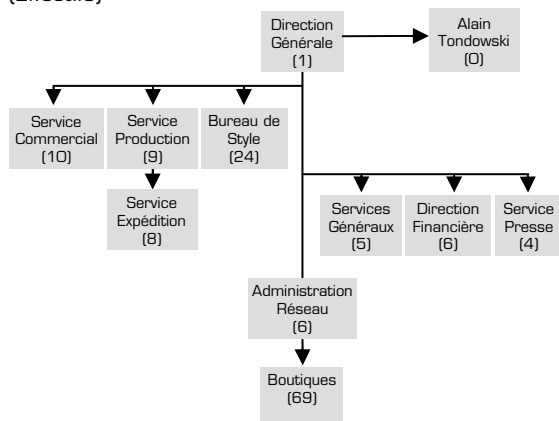 Direction
Générale
(1)
Alain
Tondowski
(0)
Service
Commercial
(10)
Service
Production
(9)
Bureau de
Style
(24)
Service
Expédition
(8)
Services
Généraux
(5)
Direction
Financière
(6)
Service
Presse
(4)
Administration
Réseau
(6)
Boutiques
(69)